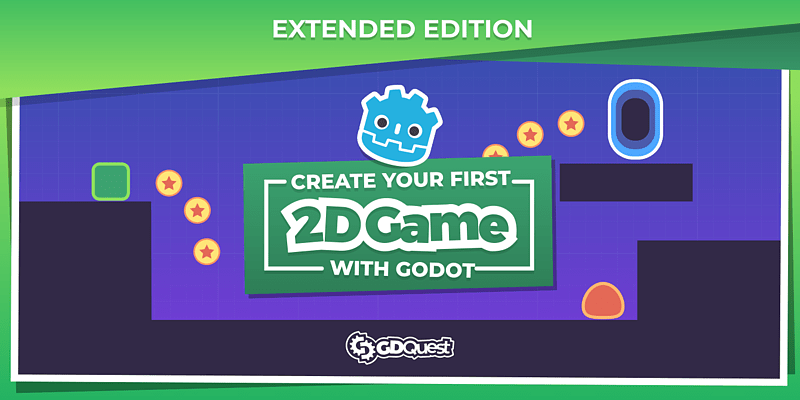 EXTENDED EDITION
CREATE YOUR FIRST
2D Game
WITH GODOT
GDQuest